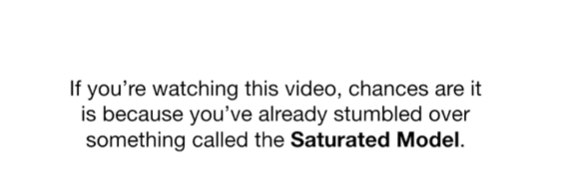 If you're watching this video, chances are it
is because you've already stumbled over
something called the Saturated Model.